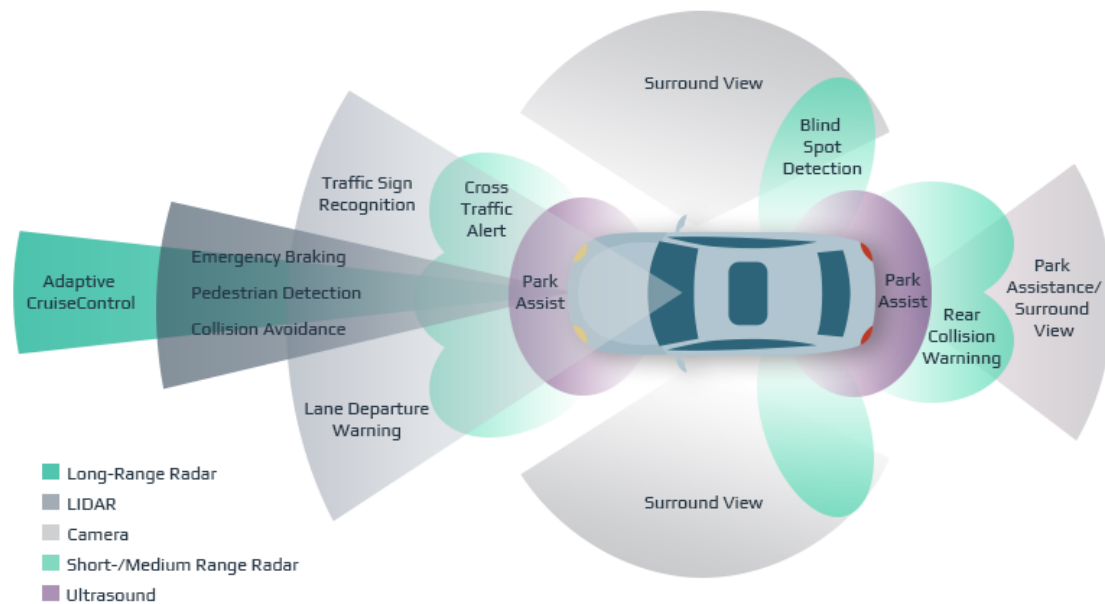 Surround View
Blind
Spot
Detection
Traffic Sign
Recognition
Cross
Traffic
Alert
Emergency Braking
Adaptive
CruiseControl
Pedestrian Detection
Collision Avoidance
Park
Assist
Park
Assist
Park
Assistance/
Surround
View
Rear
Collision
Warninng
Lane Departure
Warning
Surround View
Long-Range Radar
LIDAR
Camera
Short-/Medium Range Radar
Ultrasound